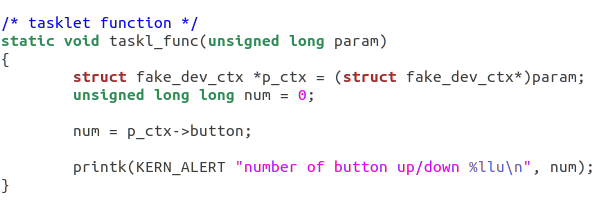 /* tasklet function */
static void taskl_func(unsigned long param)
{
        struct fake_dev_ctx *p_ctx = (struct fake_dev_ctx*)param;
        unsigned long long num = 0;

        num = p_ctx->button;

        printk(KERN_ALERT "number of button up/down %llu\n", num);
}